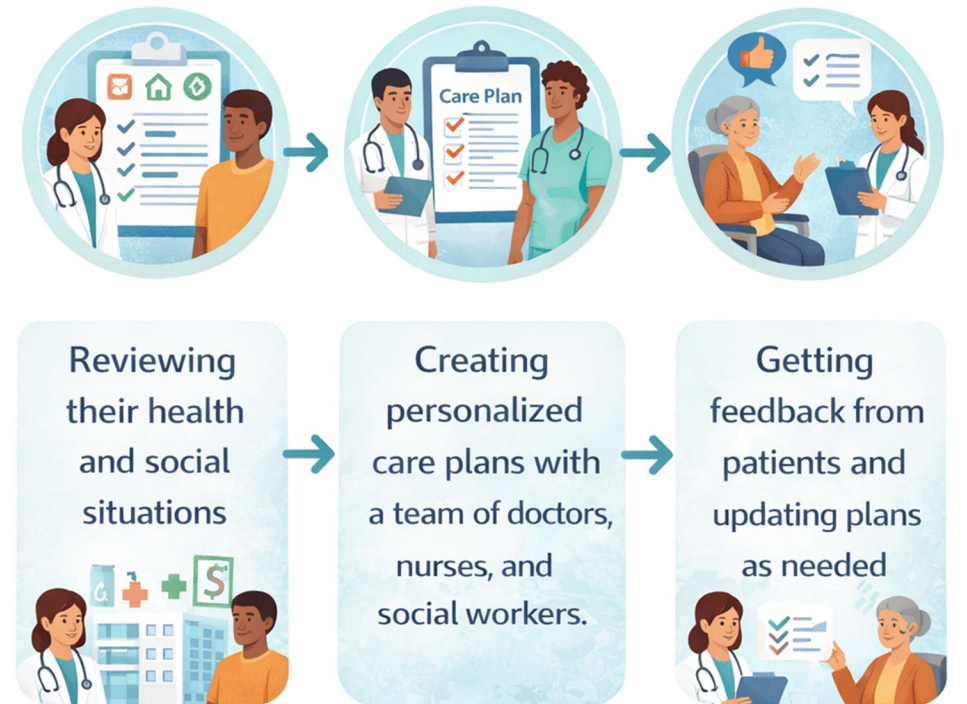 Care Plan
Reviewing
their health
and social
situations
$
Creating
personalized
care plans with
a team of doctors,
nurses, and
social workers.
Getting
feedback from
patients and
updating plans
as needed